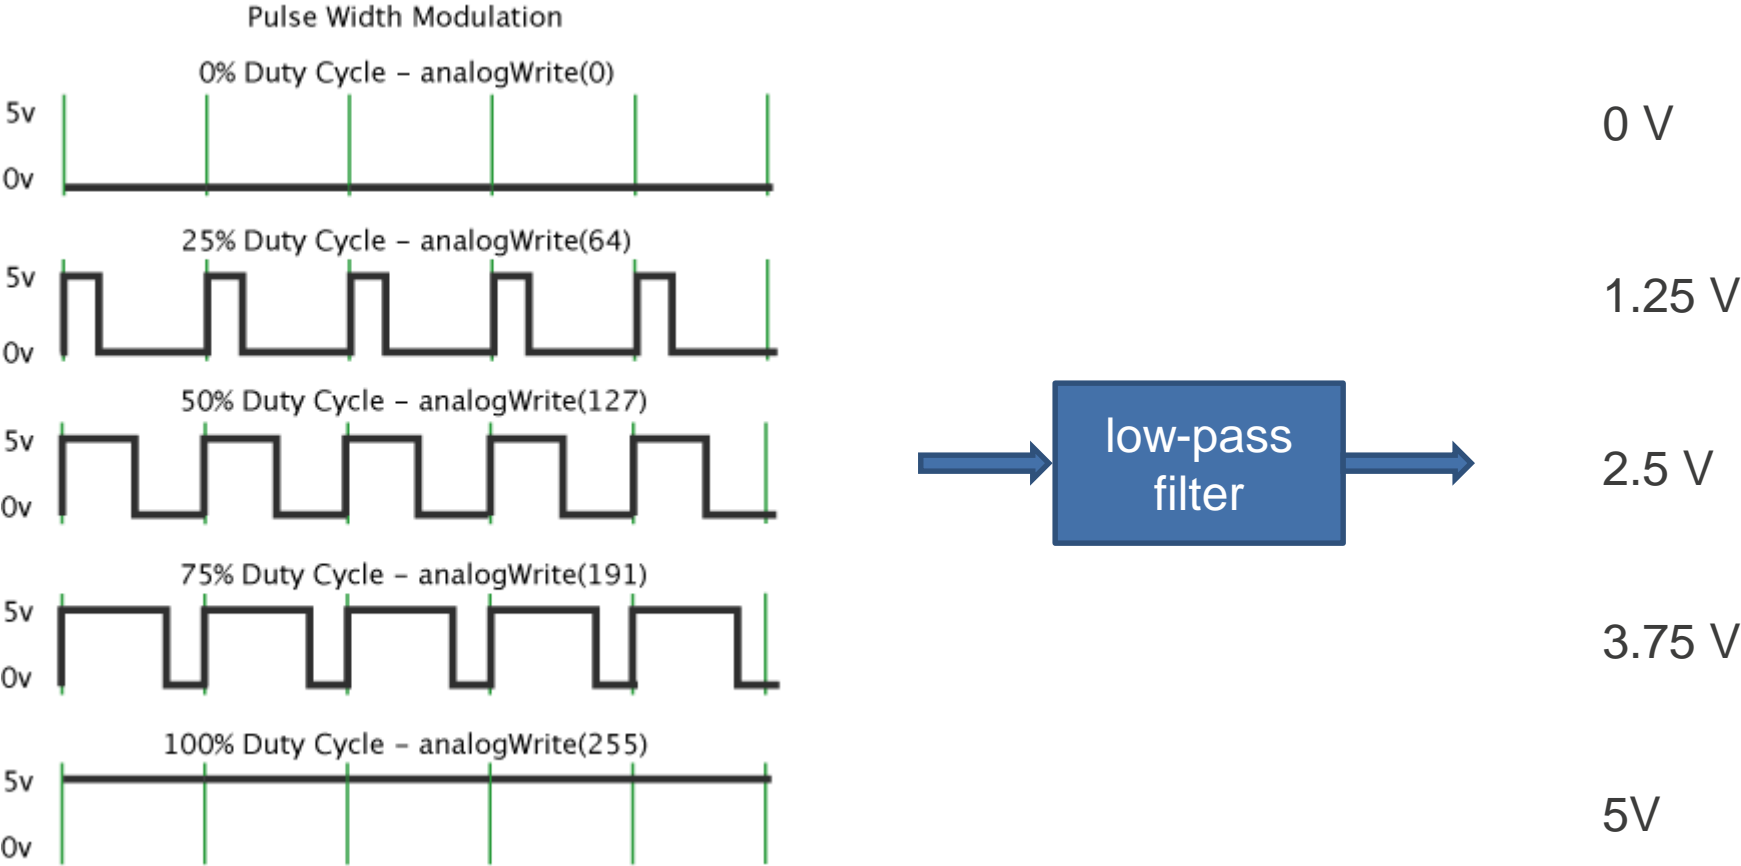 Pulse Width Modulation
0% Duty Cycle – analogWrite(0)
5v
0v
0 V
25% Duty Cycle – analogWrite(64)
5v
0v
1.25 V
50% Duty Cycle – analogWrite(127)
5v
0v
low-pass
filter
2.5 V
75% Duty Cycle – analogWrite(191)
5v
0v
3.75 V
100% Duty Cycle – analogWrite(255)
5v
0v
5V